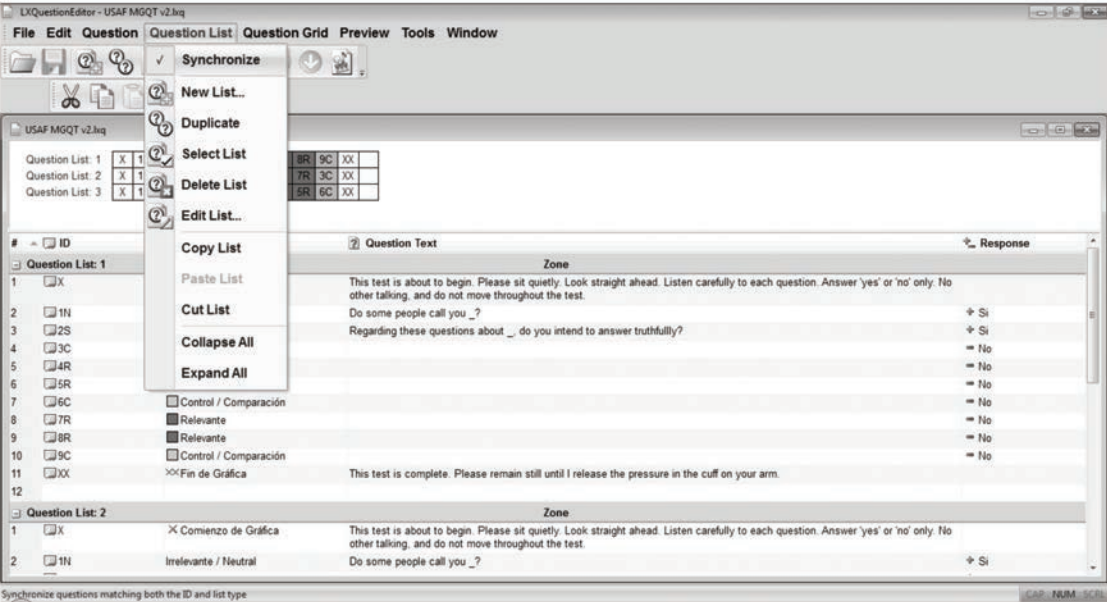 LXQuestionEditor - USAF MGQT v2.lxq
File Edit Question Question List Question Grid Preview Tools Window
✓ Synchronize
New List...
Duplicate
Select List
Delete List
Edit List...
Copy List
Paste List
Cut List
Collapse All
Expand All
USAF MGQT v2.lxq
Question List: 1 X 1 8R 9C XX
Question List: 2 X 1 7R 3C XX
Question List: 3 X 1 5R 6C XX
# ID Question Text Response
Question List: 1 Zone
1 X This test is about to begin. Please sit quietly. Look straight ahead. Listen carefully to each question. Answer 'yes' or 'no' only. No
other talking, and do not move throughout the test.
2 1N Do some people call you _? + Si
3 2S Regarding these questions about _, do you intend to answer truthfullly? + Si
4 3C - No
5 4R - No
6 5R - No
7 6C Control / Comparación - No
8 7R Relevante - No
9 8R Relevante - No
10 9C Control / Comparación - No
11 XX XX Fin de Gráfica This test is complete. Please remain still until I release the pressure in the cuff on your arm.
12
Question List: 2 Zone
1 X X Comienzo de Gráfica This test is about to begin. Please sit quietly. Look straight ahead. Listen carefully to each question. Answer 'yes' or 'no' only. No
other talking, and do not move throughout the test.
2 1N Irrelevante / Neutral Do some people call you _? + Si
Synchronize questions matching both the ID and list type CAP NUM SCRL